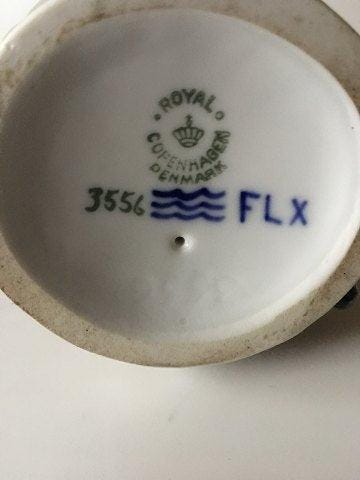 ROYAL
COPENHAGEN
DENMARK
3556 FLX